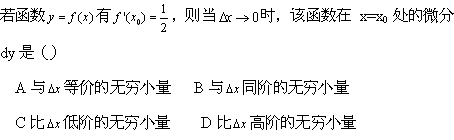 若函数 y = f(x) 有 f'(x₀) = 1/2，则当 Δx → 0 时，该函数在 x=x₀ 处的微分
dy 是（）
A 与 Δx 等价的无穷小量 B 与 Δx 同阶的无穷小量
C 比 Δx 低阶的无穷小量 D 比 Δx 高阶的无穷小量